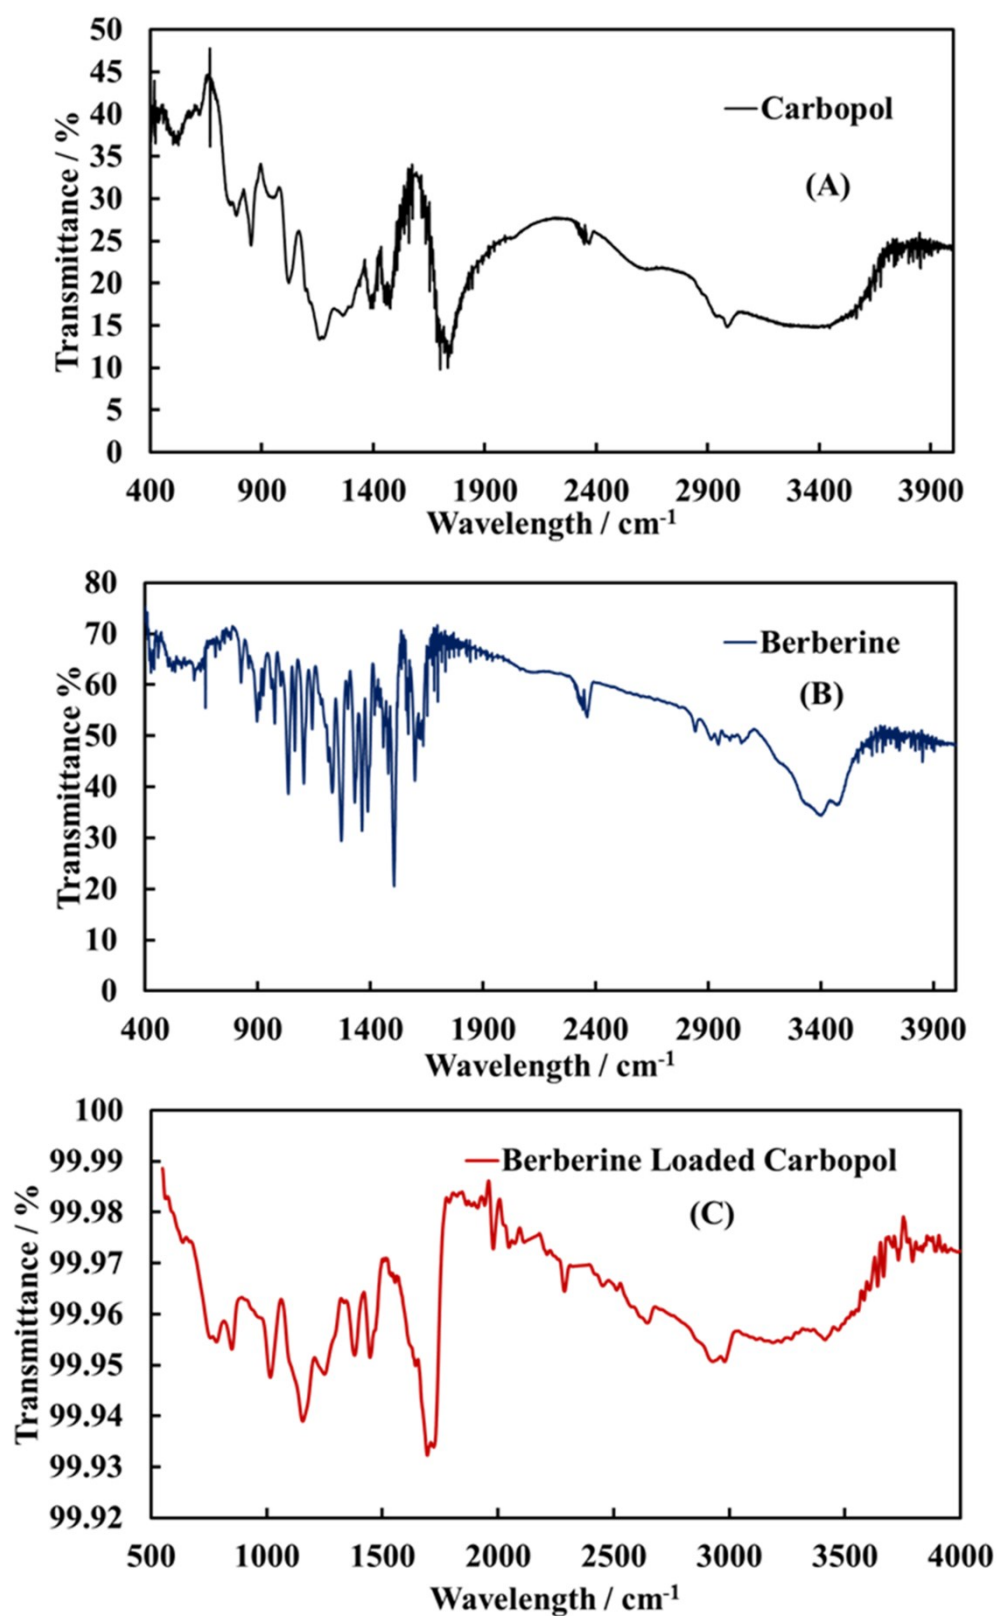 50
45
40
35
30
25
20
15
10
5
0
Transmittance / %
Carbopol
(A)
400 900 1400 1900 2400 2900 3400 3900
Wavelength / cm-1
80
70
60
50
40
30
20
10
0
Transmittance %
Berberine
(B)
400 900 1400 1900 2400 2900 3400 3900
Wavelength / cm-1
100
99.99
99.98
99.97
99.96
99.95
99.94
99.93
99.92
Transmittance / %
Berberine Loaded Carbopol
(C)
500 1000 1500 2000 2500 3000 3500 4000
Wavelength / cm-1